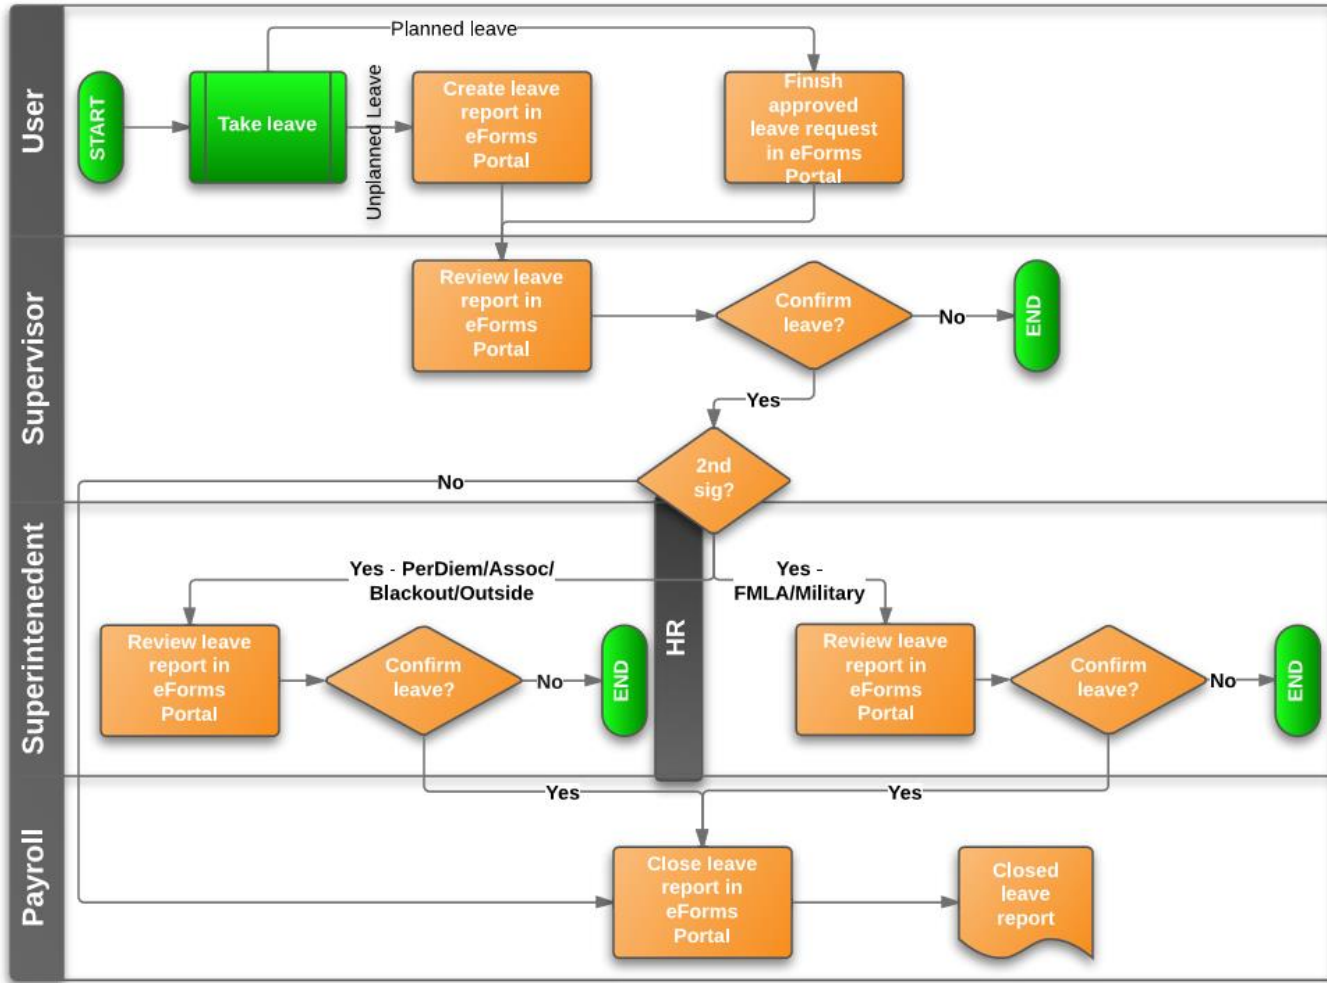 User
START
Take leave
Planned leave
Unplanned Leave
Create leave
report in
eForms
Portal
Finish
approved
leave request
in eForms
Portal
Supervisor
Review leave
report in
eForms
Portal
Confirm
leave?
No
END
Yes
2nd
sig?
No
Superintenedent
Yes - PerDiem/Assoc/
Blackout/Outside
Review leave
report in
eForms
Portal
Confirm
leave?
No
END
HR
Yes -
FMLA/Military
Review leave
report in
eForms
Portal
Confirm
leave?
No
END
Yes
Yes
Payroll
Close leave
report in
eForms
Portal
Closed
leave
report